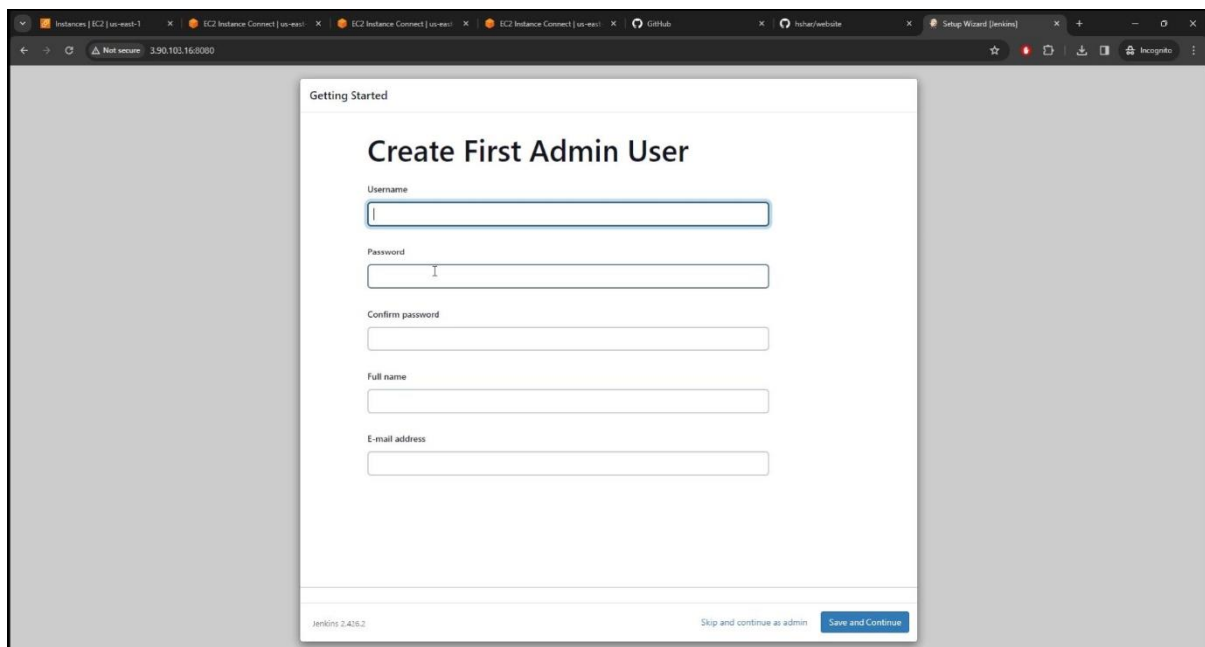 Instances | EC2 | us-east-1
EC2 Instance Connect | us-east
EC2 Instance Connect | us-east
EC2 Instance Connect | us-east
GitHub
hshar/website
Setup Wizard [Jenkins]
Not secure 3.90.103.16:8080
Incognito
Getting Started
Create First Admin User
Username
Password
Confirm password
Full name
E-mail address
Jenkins 2.426.2
Skip and continue as admin
Save and Continue